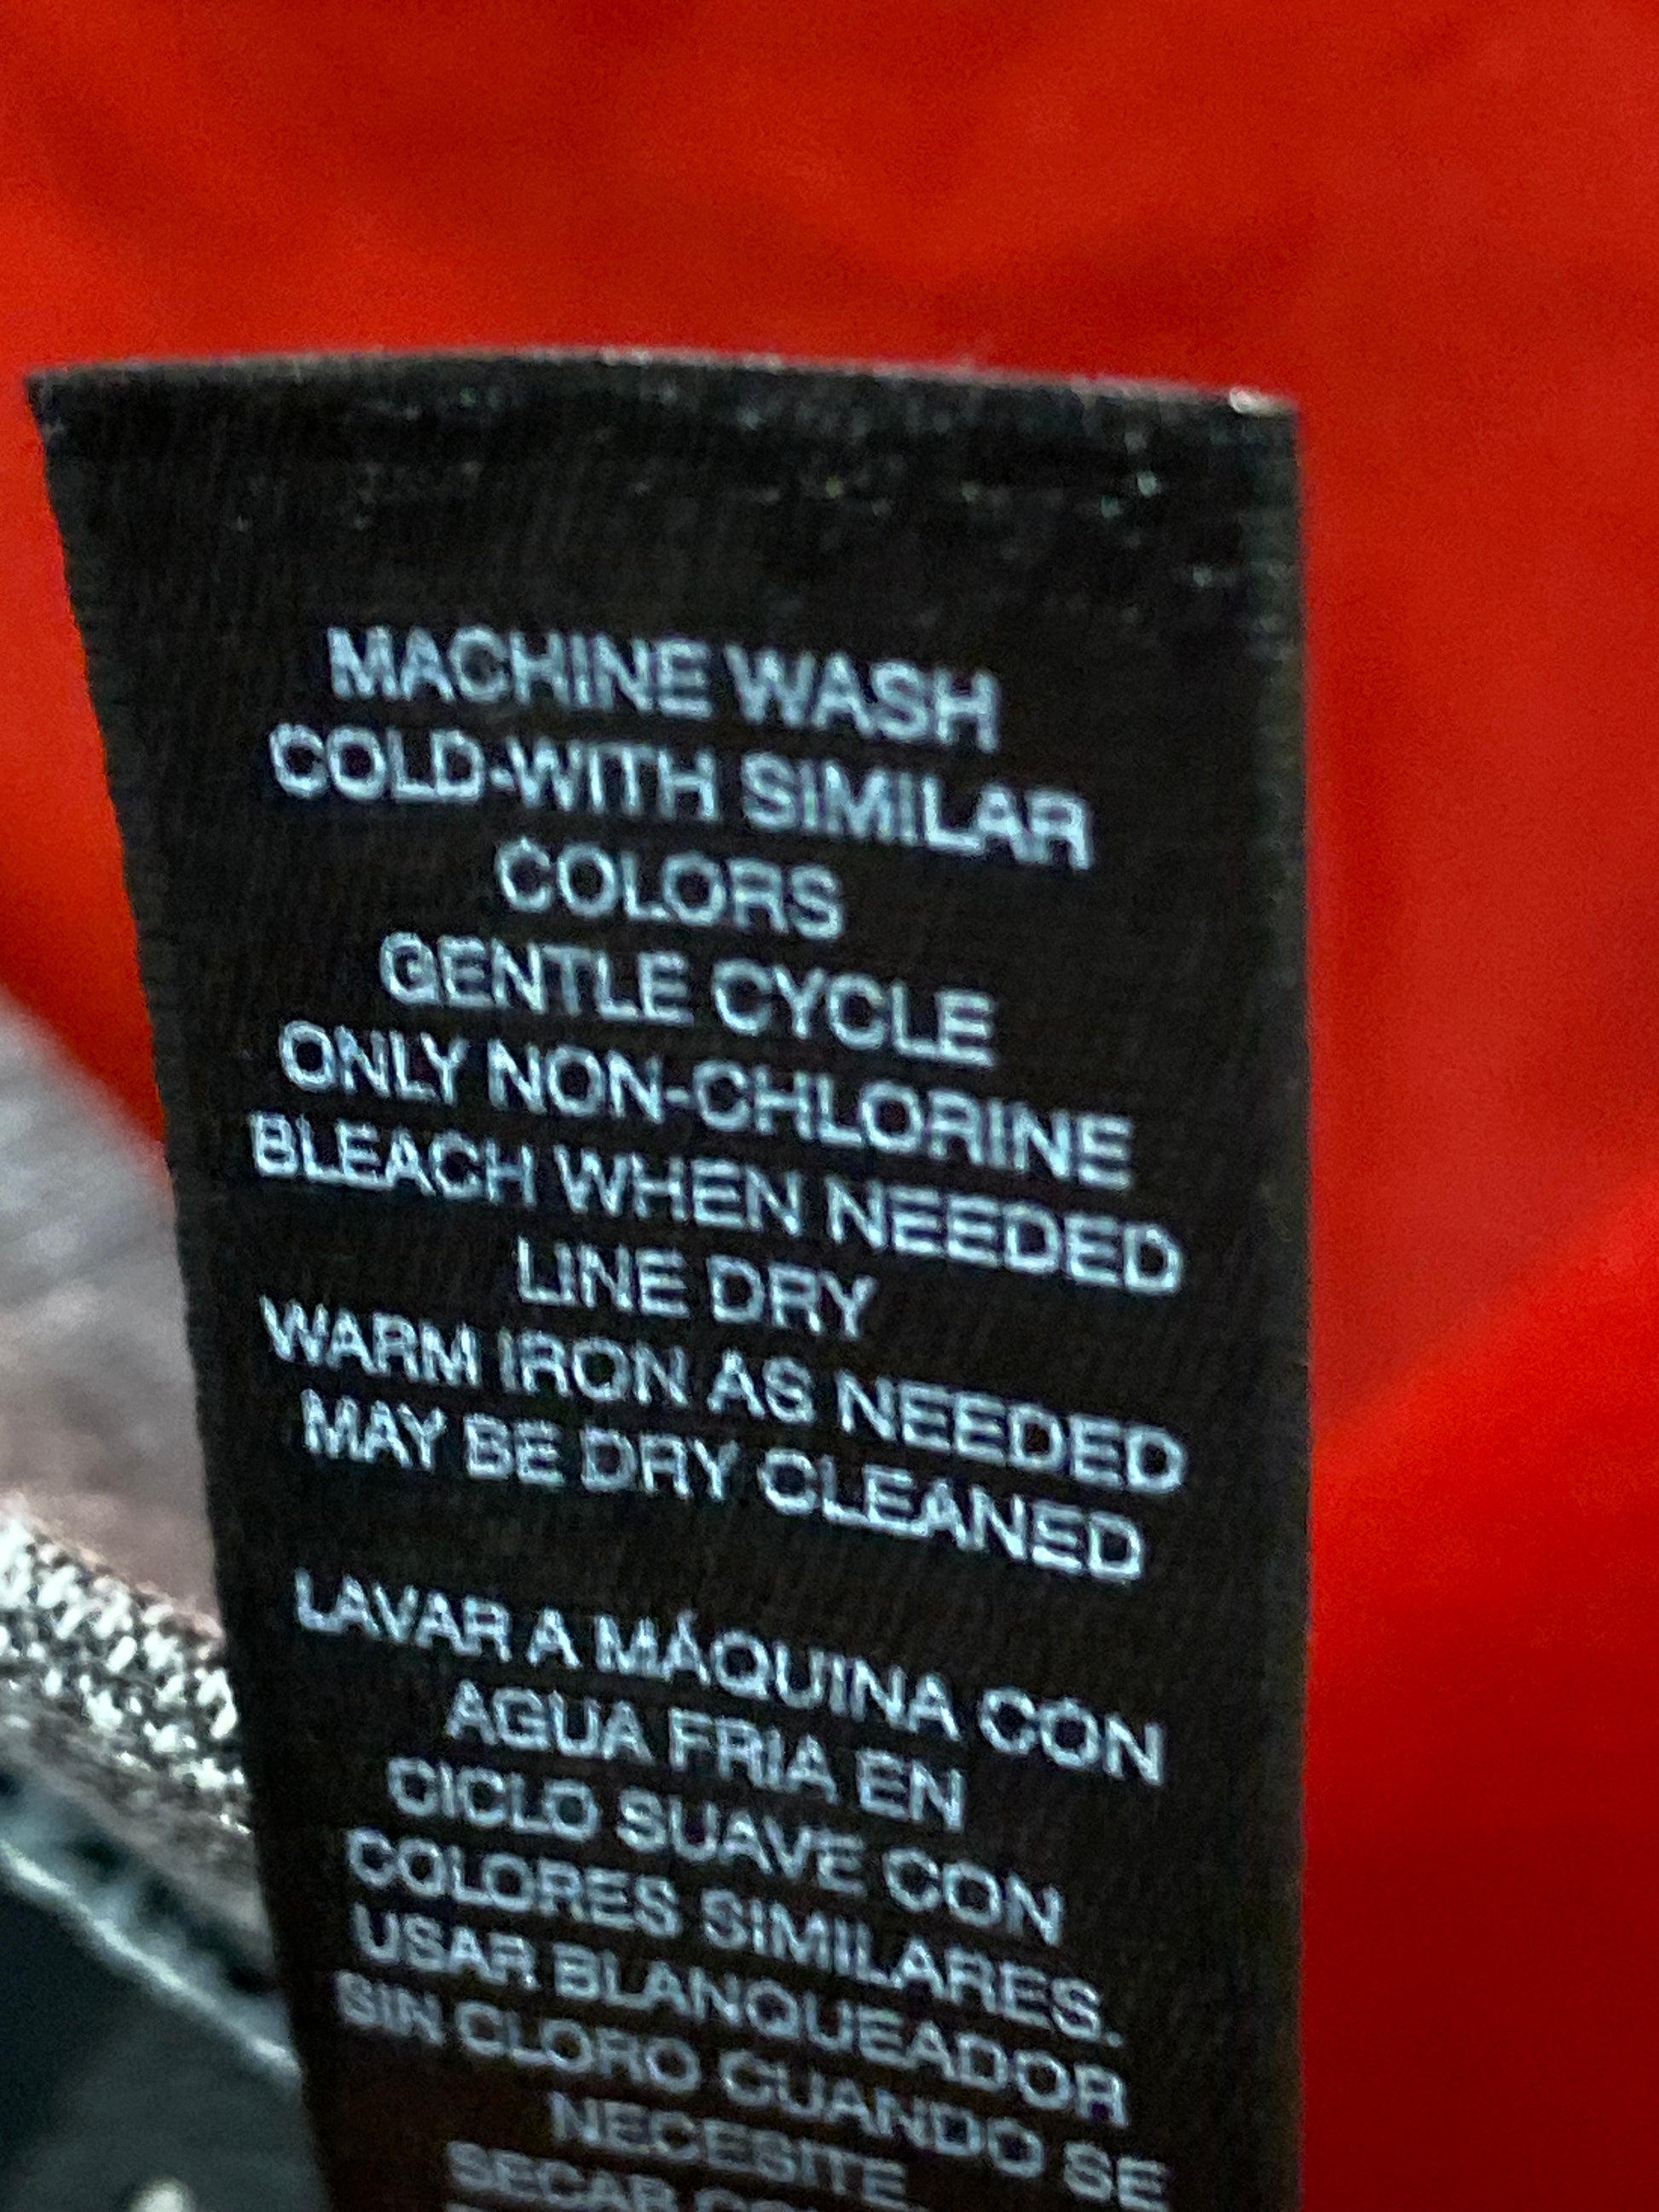 MACHINE WASH
COLD-WITH SIMILAR
COLORS
GENTLE CYCLE
ONLY NON-CHLORINE
BLEACH WHEN NEEDED
LINE DRY
WARM IRON AS NEEDED
MAY BE DRY CLEANED
LAVAR A MÁQUINA CON
AGUA FRIA EN
CICLO SUAVE CON
COLORES SIMILARES.
USAR BLANQUEADOR
SIN CLORO CUANDO SE
NECESITE
SECAR